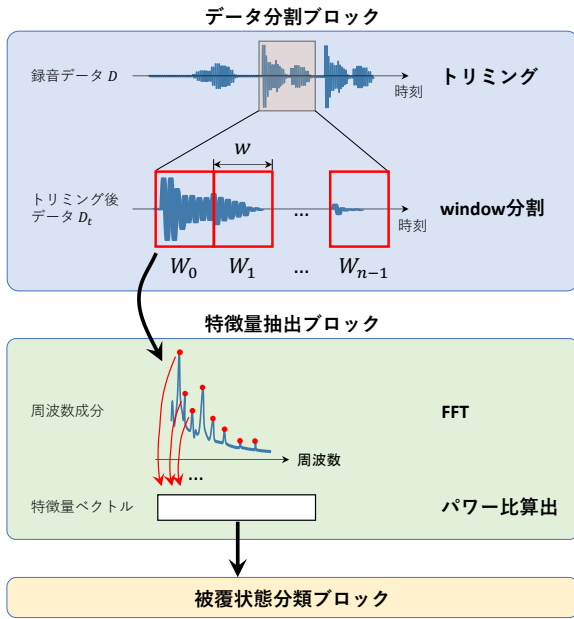 データ分割ブロック
録音データ D
時刻
トリミング
w
トリミング後
データ Dₜ
...
時刻
window分割
W₀ W₁ ... Wₙ₋₁
特徴量抽出ブロック
周波数成分
FFT
周波数
...
特徴量ベクトル
パワー比算出
被覆状態分類ブロック